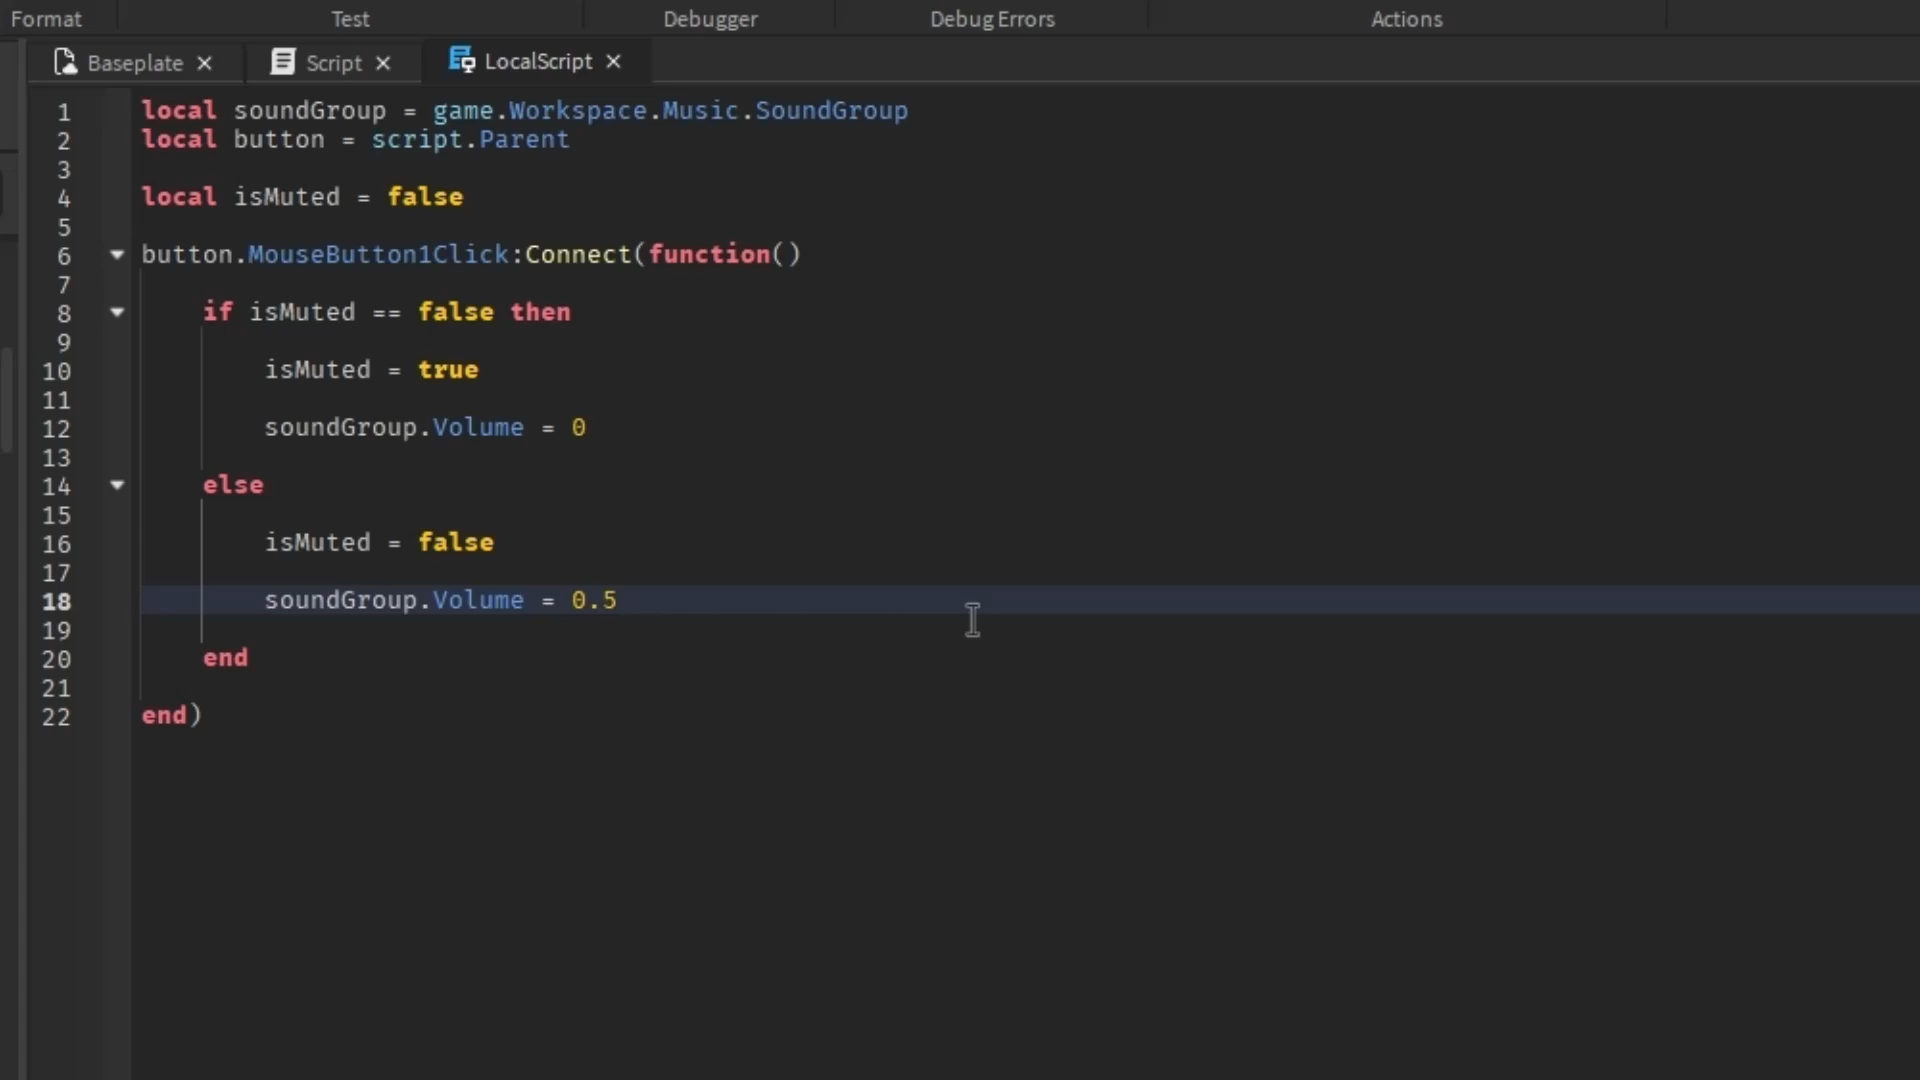 Format Test Debugger Debug Errors Actions
Baseplate × Script × LocalScript ×
1 local soundGroup = game.Workspace.Music.SoundGroup
2 local button = script.Parent
3
4 local isMuted = false
5
6 button.MouseButton1Click:Connect(function()
7
8 if isMuted == false then
9
10 isMuted = true
11
12 soundGroup.Volume = 0
13
14 else
15
16 isMuted = false
17
18 soundGroup.Volume = 0.5
19
20 end
21
22 end)